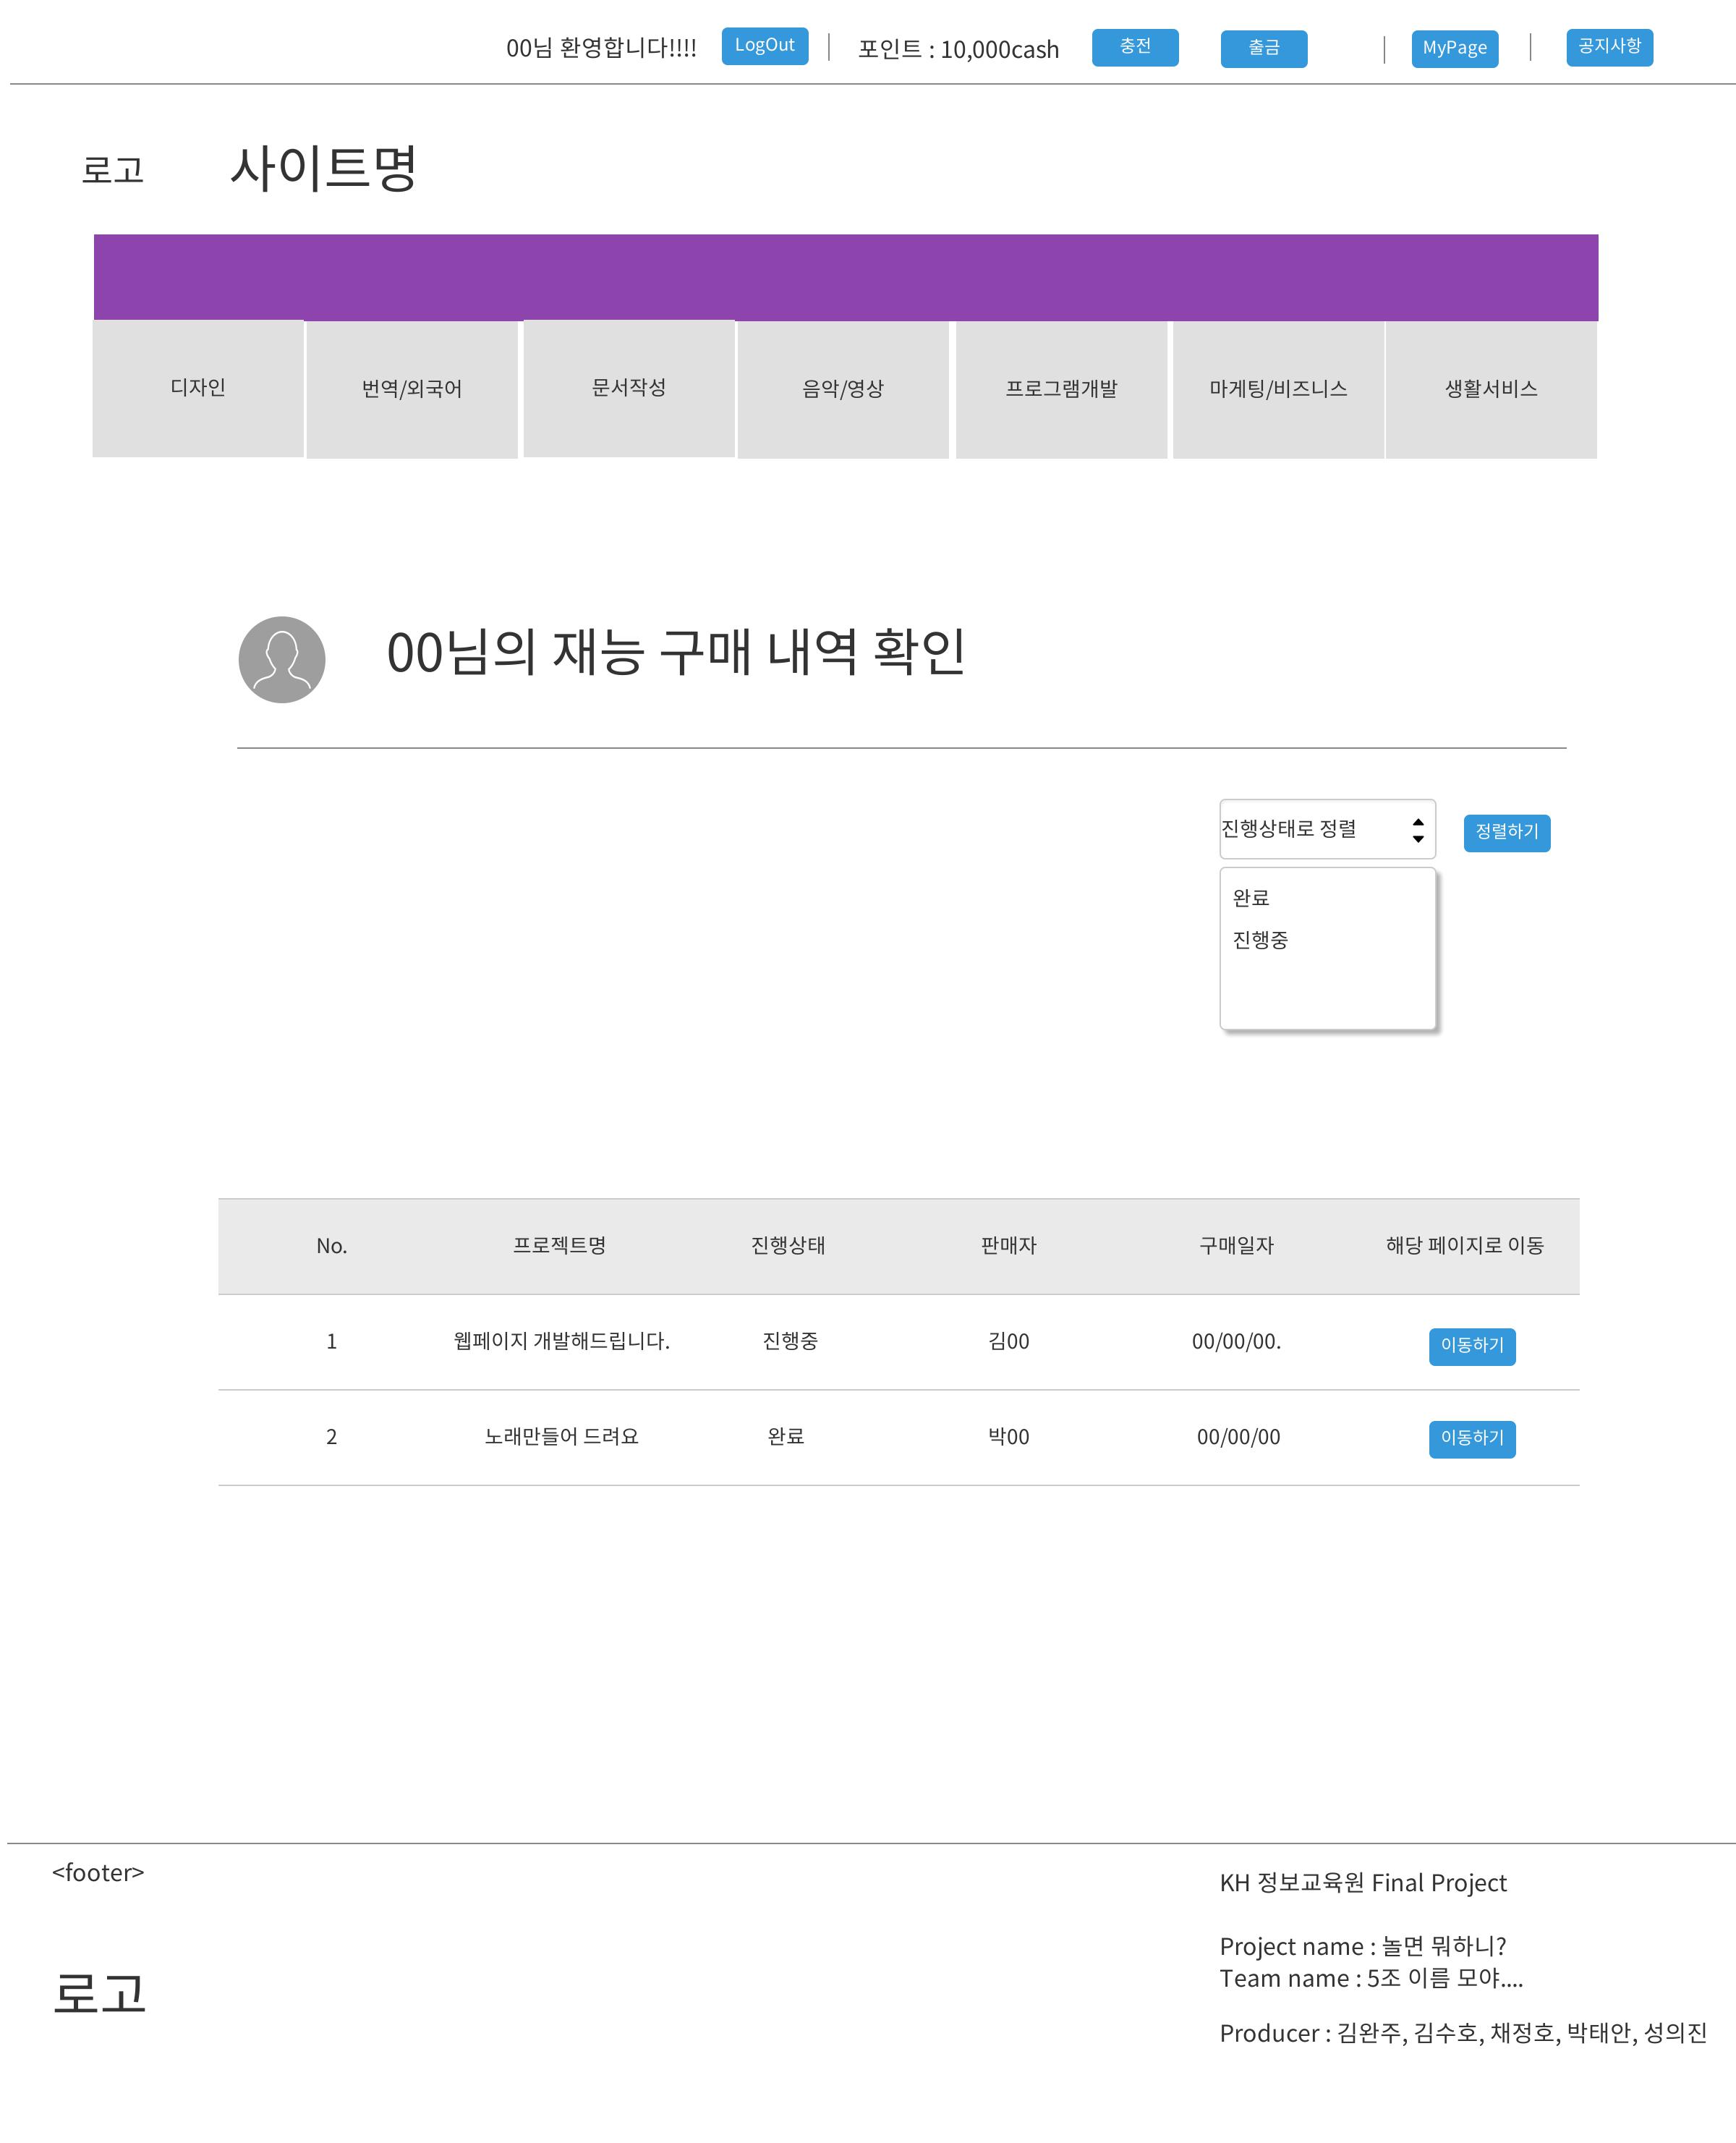 00님 환영합니다!!!! LogOut 포인트 : 10,000cash 충전 출금 MyPage 공지사항
로고 사이트명
디자인 번역/외국어 문서작성 음악/영상 프로그램개발 마게팅/비즈니스 생활서비스
00님의 재능 구매 내역 확인
진행상태로 정렬 정렬하기
완료
진행중
No. 프로젝트명 진행상태 판매자 구매일자 해당 페이지로 이동
1 웹페이지 개발해드립니다. 진행중 김00 00/00/00. 이동하기
2 노래만들어 드려요 완료 박00 00/00/00 이동하기
<footer>
로고
KH 정보교육원 Final Project
Project name : 놀면 뭐하니?
Team name : 5조 이름 모야....
Producer : 김완주, 김수호, 채정호, 박태안, 성의진